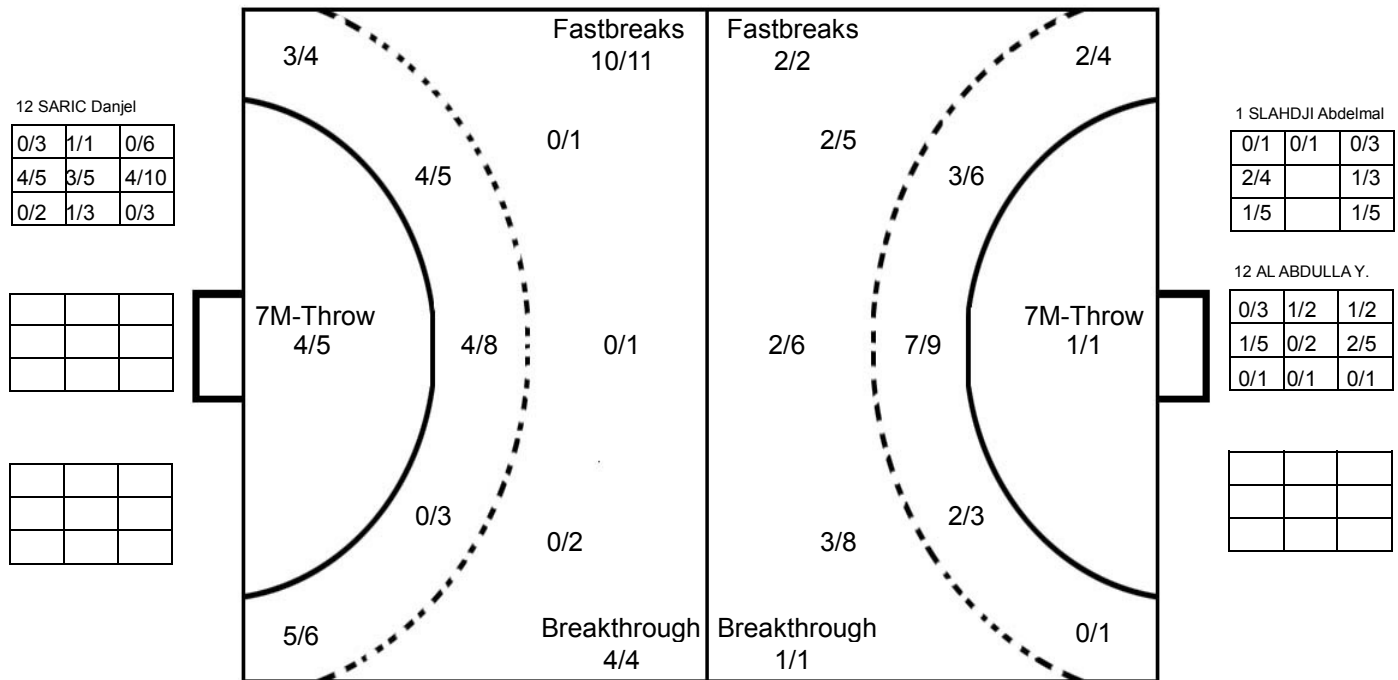 Fastbreaks
10/11
Fastbreaks
2/2
3/4
2/4
12 SARIC Danjel
0/3 1/1 0/6
4/5 3/5 4/10
0/2 1/3 0/3
1 SLAHDJI Abdelmal
0/1 0/1 0/3
2/4 1/3
1/5 1/5
0/1
2/5
4/5
3/6
12 AL ABDULLA Y.
0/3 1/2 1/2
1/5 0/2 2/5
0/1 0/1 0/1
7M-Throw
4/5
4/8
0/1
2/6
7/9
7M-Throw
1/1
0/3
2/3
0/2
3/8
5/6
0/1
Breakthrough
4/4
Breakthrough
1/1